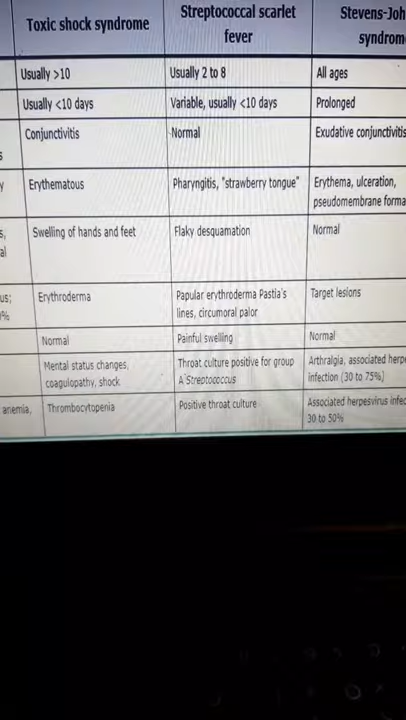 Toxic shock syndrome
Streptococcal scarlet
fever
Stevens-Joh
syndrom
Usually >10
Usually 2 to 8
All ages
Usually <10 days
Variable, usually <10 days
Prolonged
Conjunctivitis
Normal
Exudative conjunctivitis
s
y
Erythematous
Pharyngitis, "strawberry tongue"
Erythema, ulceration,
pseudomembrane forma
s,
al
Swelling of hands and feet
Flaky desquamation
Normal
us;
%
Erythroderma
Papular erythroderma Pastia's
lines, circumoral palor
Target lesions
Normal
Painful swelling
Normal
Mental status changes,
coagulopathy, shock
Throat culture positive for group
A Streptococcus
Arthralgia, associated herpe
infection (30 to 75%)
anemia,
Thrombocytopenia
Positive throat culture
Associated herpesvirus infec
30 to 50%